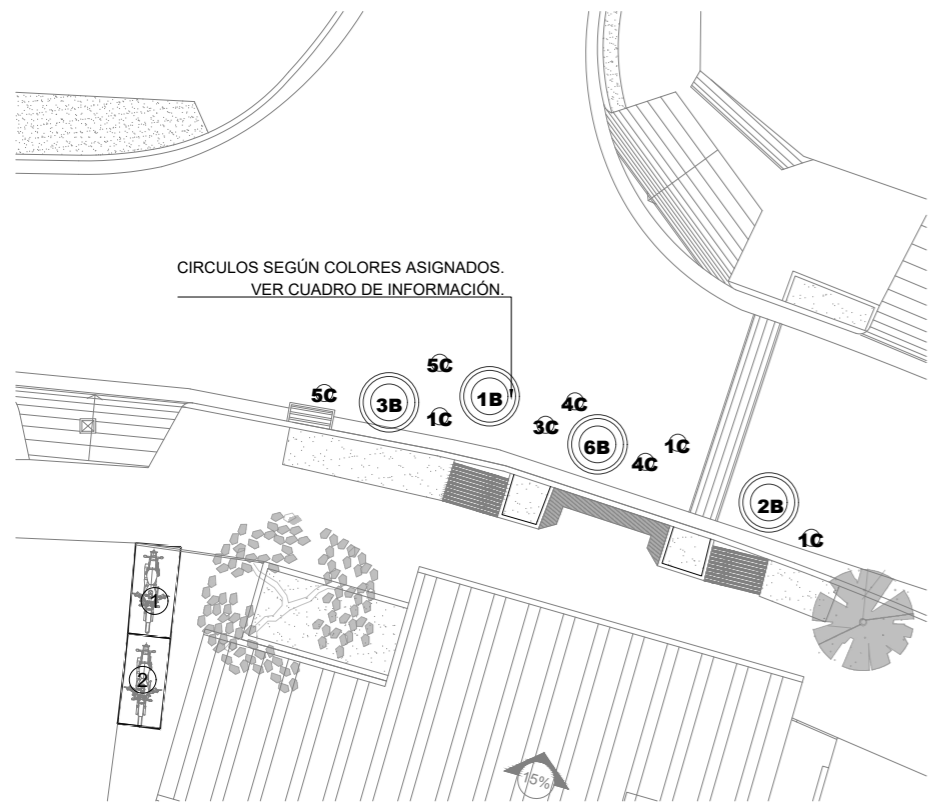 CIRCULOS SEGÚN COLORES ASIGNADOS.
VER CUADRO DE INFORMACIÓN.
5C
5C
3B
1B
1C
4C
3C
6B
1C
4C
2B
1C
1
2
15%